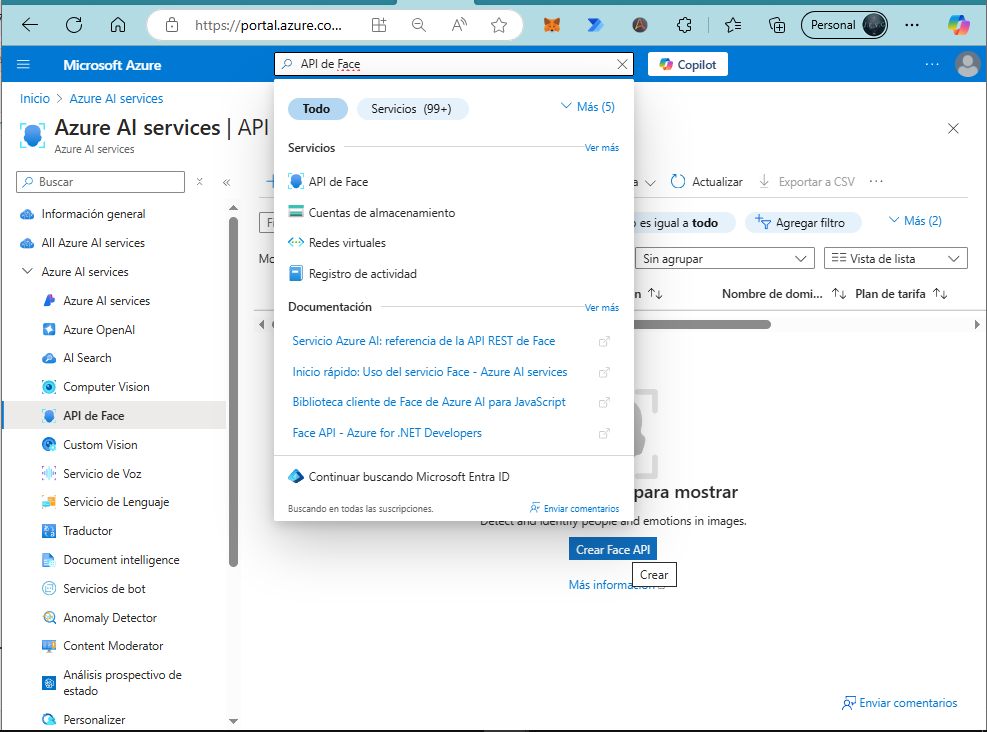 https://portal.azure.co...
Personal
Microsoft Azure
API de Face
Copilot
Inicio > Azure AI services
Azure AI services | API
Azure AI services
Buscar
Información general
All Azure AI services
Azure AI services
Azure AI services
Azure OpenAI
AI Search
Computer Vision
API de Face
Custom Vision
Servicio de Voz
Servicio de Lenguaje
Traductor
Document intelligence
Servicios de bot
Anomaly Detector
Content Moderator
Análisis prospectivo de
estado
Personalizer
Todo
Servicios (99+)
Más (5)
Servicios
Ver más
API de Face
Cuentas de almacenamiento
Redes virtuales
Registro de actividad
Documentación
Ver más
Servicio Azure AI: referencia de la API REST de Face
Inicio rápido: Uso del servicio Face - Azure AI services
Biblioteca cliente de Face de Azure AI para JavaScript
Face API - Azure for .NET Developers
Continuar buscando Microsoft Entra ID
Buscando en todas las suscripciones.
Enviar comentarios
Actualizar
Exportar a CSV
es igual a todo
Agregar filtro
Más (2)
Sin agrupar
Vista de lista
Nombre de domi...
Plan de tarifa
para mostrar
Detect and identify people and emotions in images.
Crear Face API
Crear
Más informac
Enviar comentarios